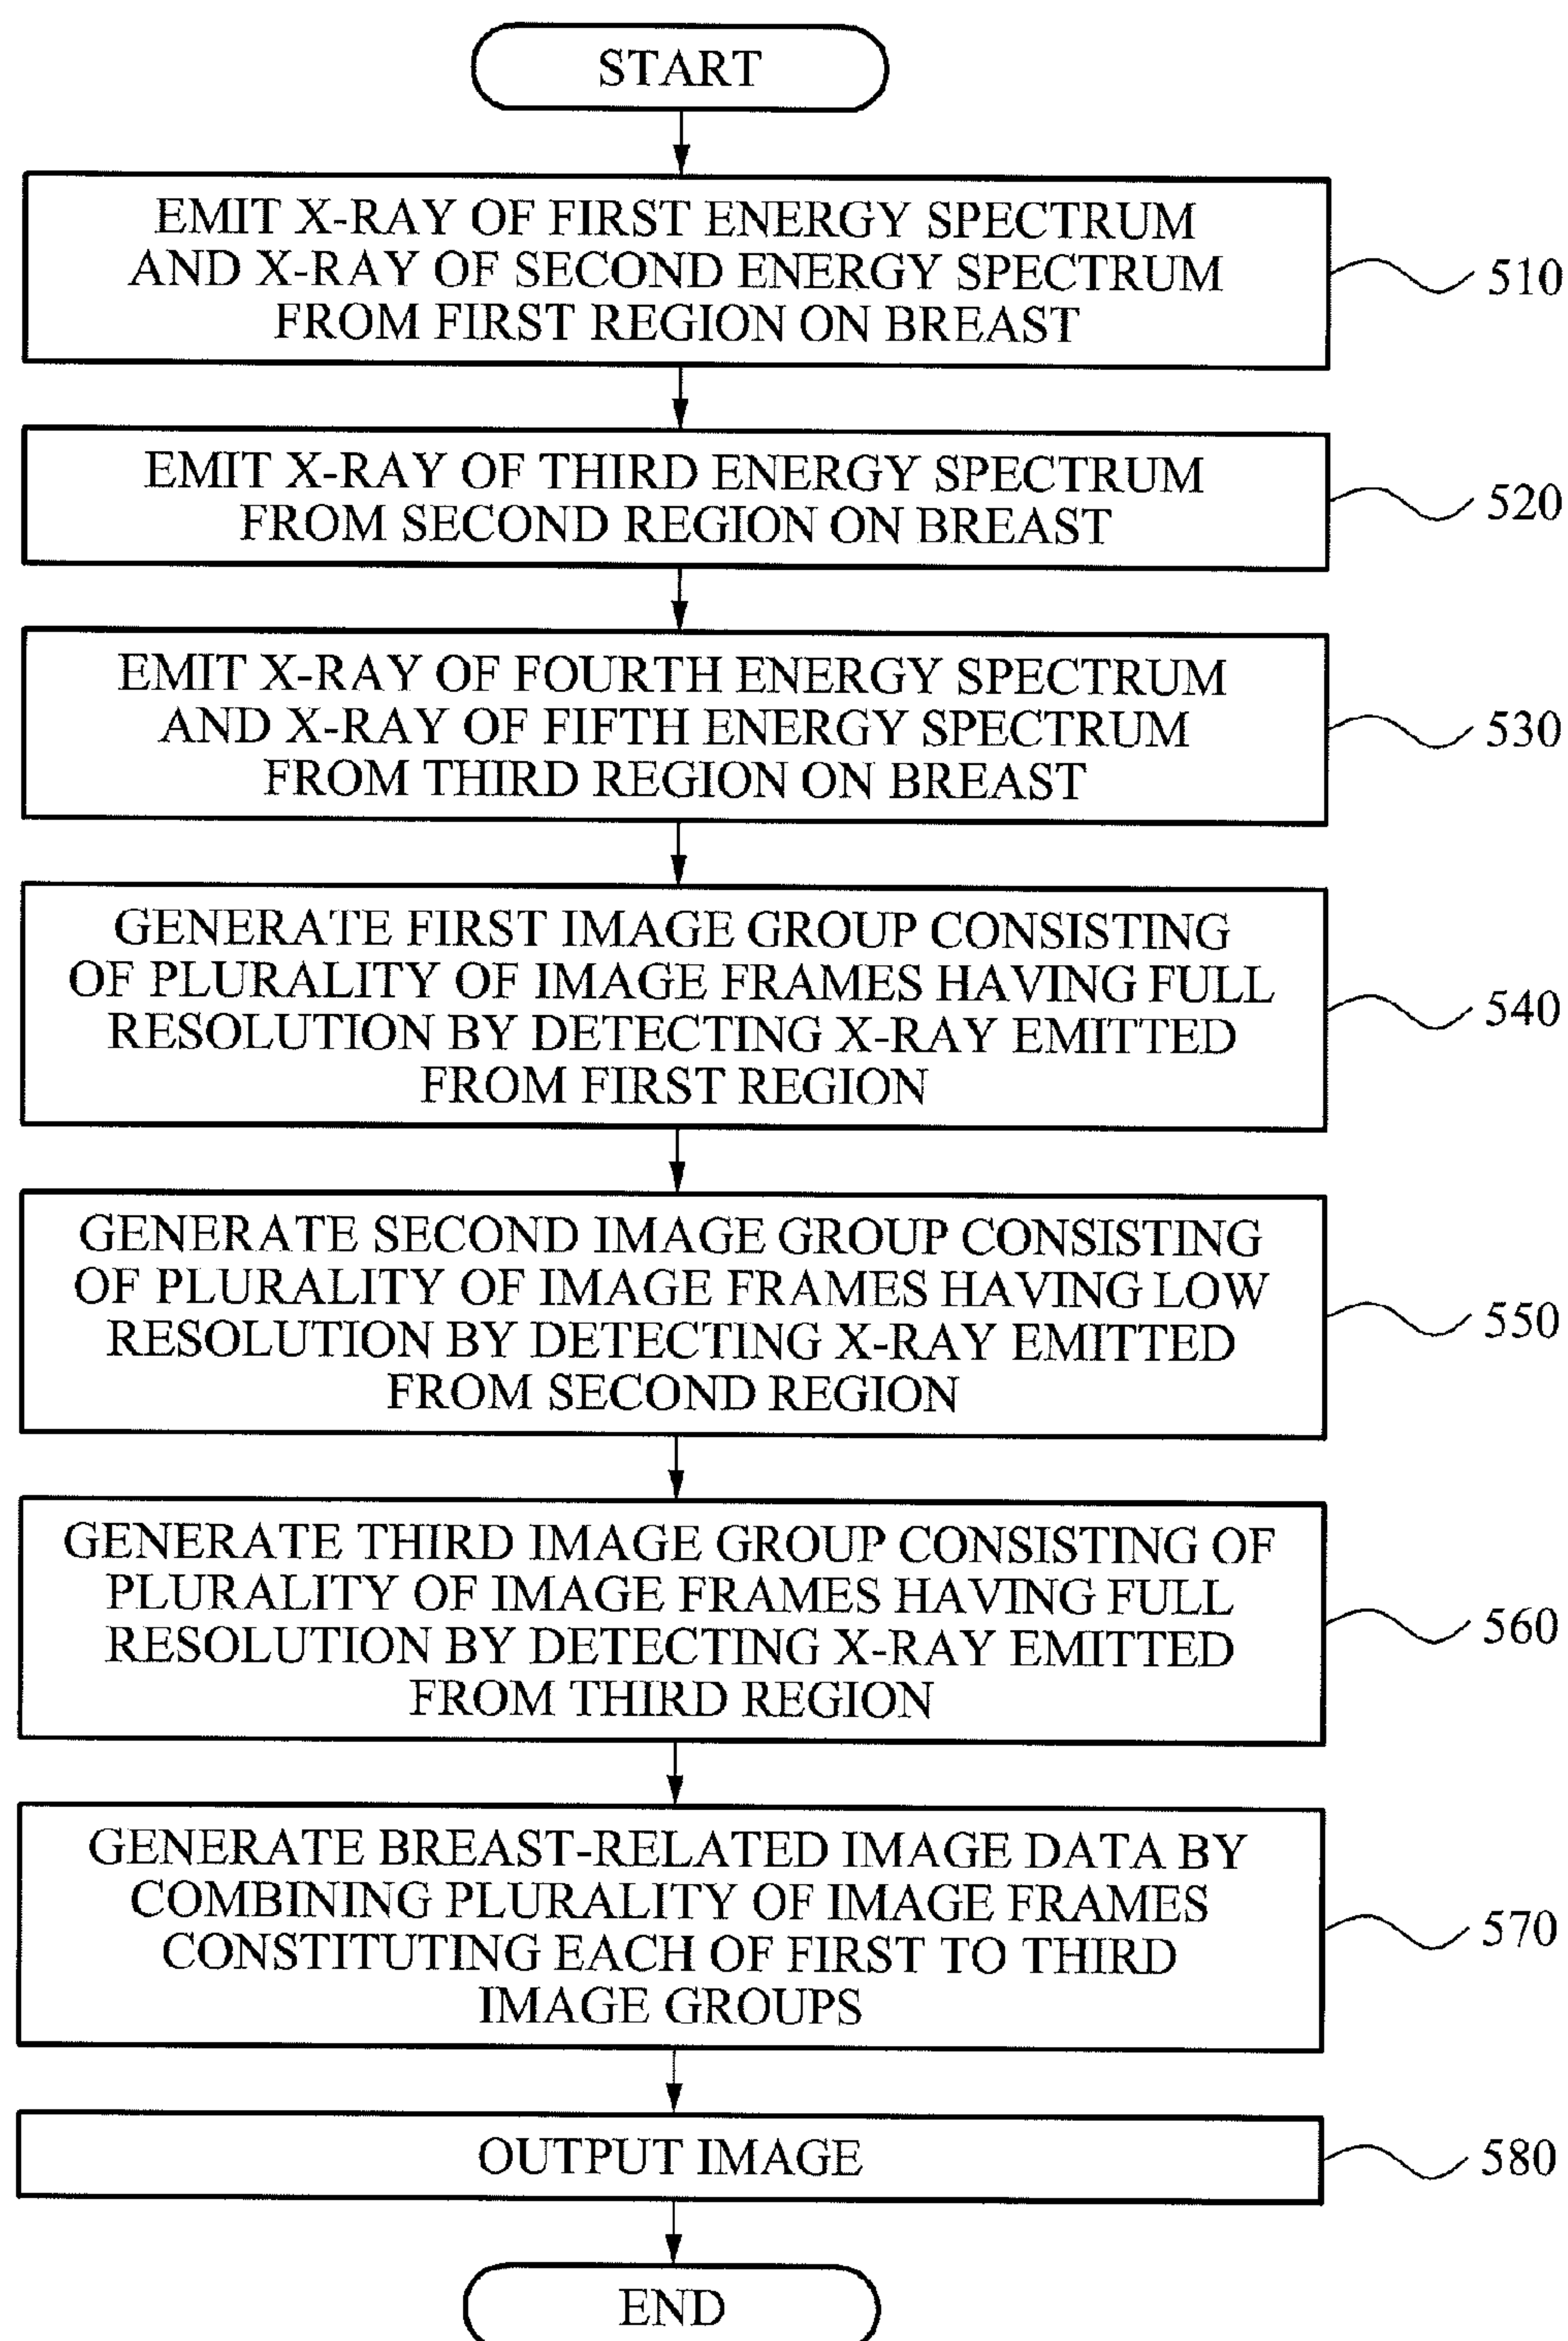 START
EMIT X-RAY OF FIRST ENERGY SPECTRUM
AND X-RAY OF SECOND ENERGY SPECTRUM
FROM FIRST REGION ON BREAST
510
EMIT X-RAY OF THIRD ENERGY SPECTRUM
FROM SECOND REGION ON BREAST
520
EMIT X-RAY OF FOURTH ENERGY SPECTRUM
AND X-RAY OF FIFTH ENERGY SPECTRUM
FROM THIRD REGION ON BREAST
530
GENERATE FIRST IMAGE GROUP CONSISTING
OF PLURALITY OF IMAGE FRAMES HAVING FULL
RESOLUTION BY DETECTING X-RAY EMITTED
FROM FIRST REGION
540
GENERATE SECOND IMAGE GROUP CONSISTING
OF PLURALITY OF IMAGE FRAMES HAVING LOW
RESOLUTION BY DETECTING X-RAY EMITTED
FROM SECOND REGION
550
GENERATE THIRD IMAGE GROUP CONSISTING OF
PLURALITY OF IMAGE FRAMES HAVING FULL
RESOLUTION BY DETECTING X-RAY EMITTED
FROM THIRD REGION
560
GENERATE BREAST-RELATED IMAGE DATA BY
COMBINING PLURALITY OF IMAGE FRAMES
CONSTITUTING EACH OF FIRST TO THIRD
IMAGE GROUPS
570
OUTPUT IMAGE
580
END